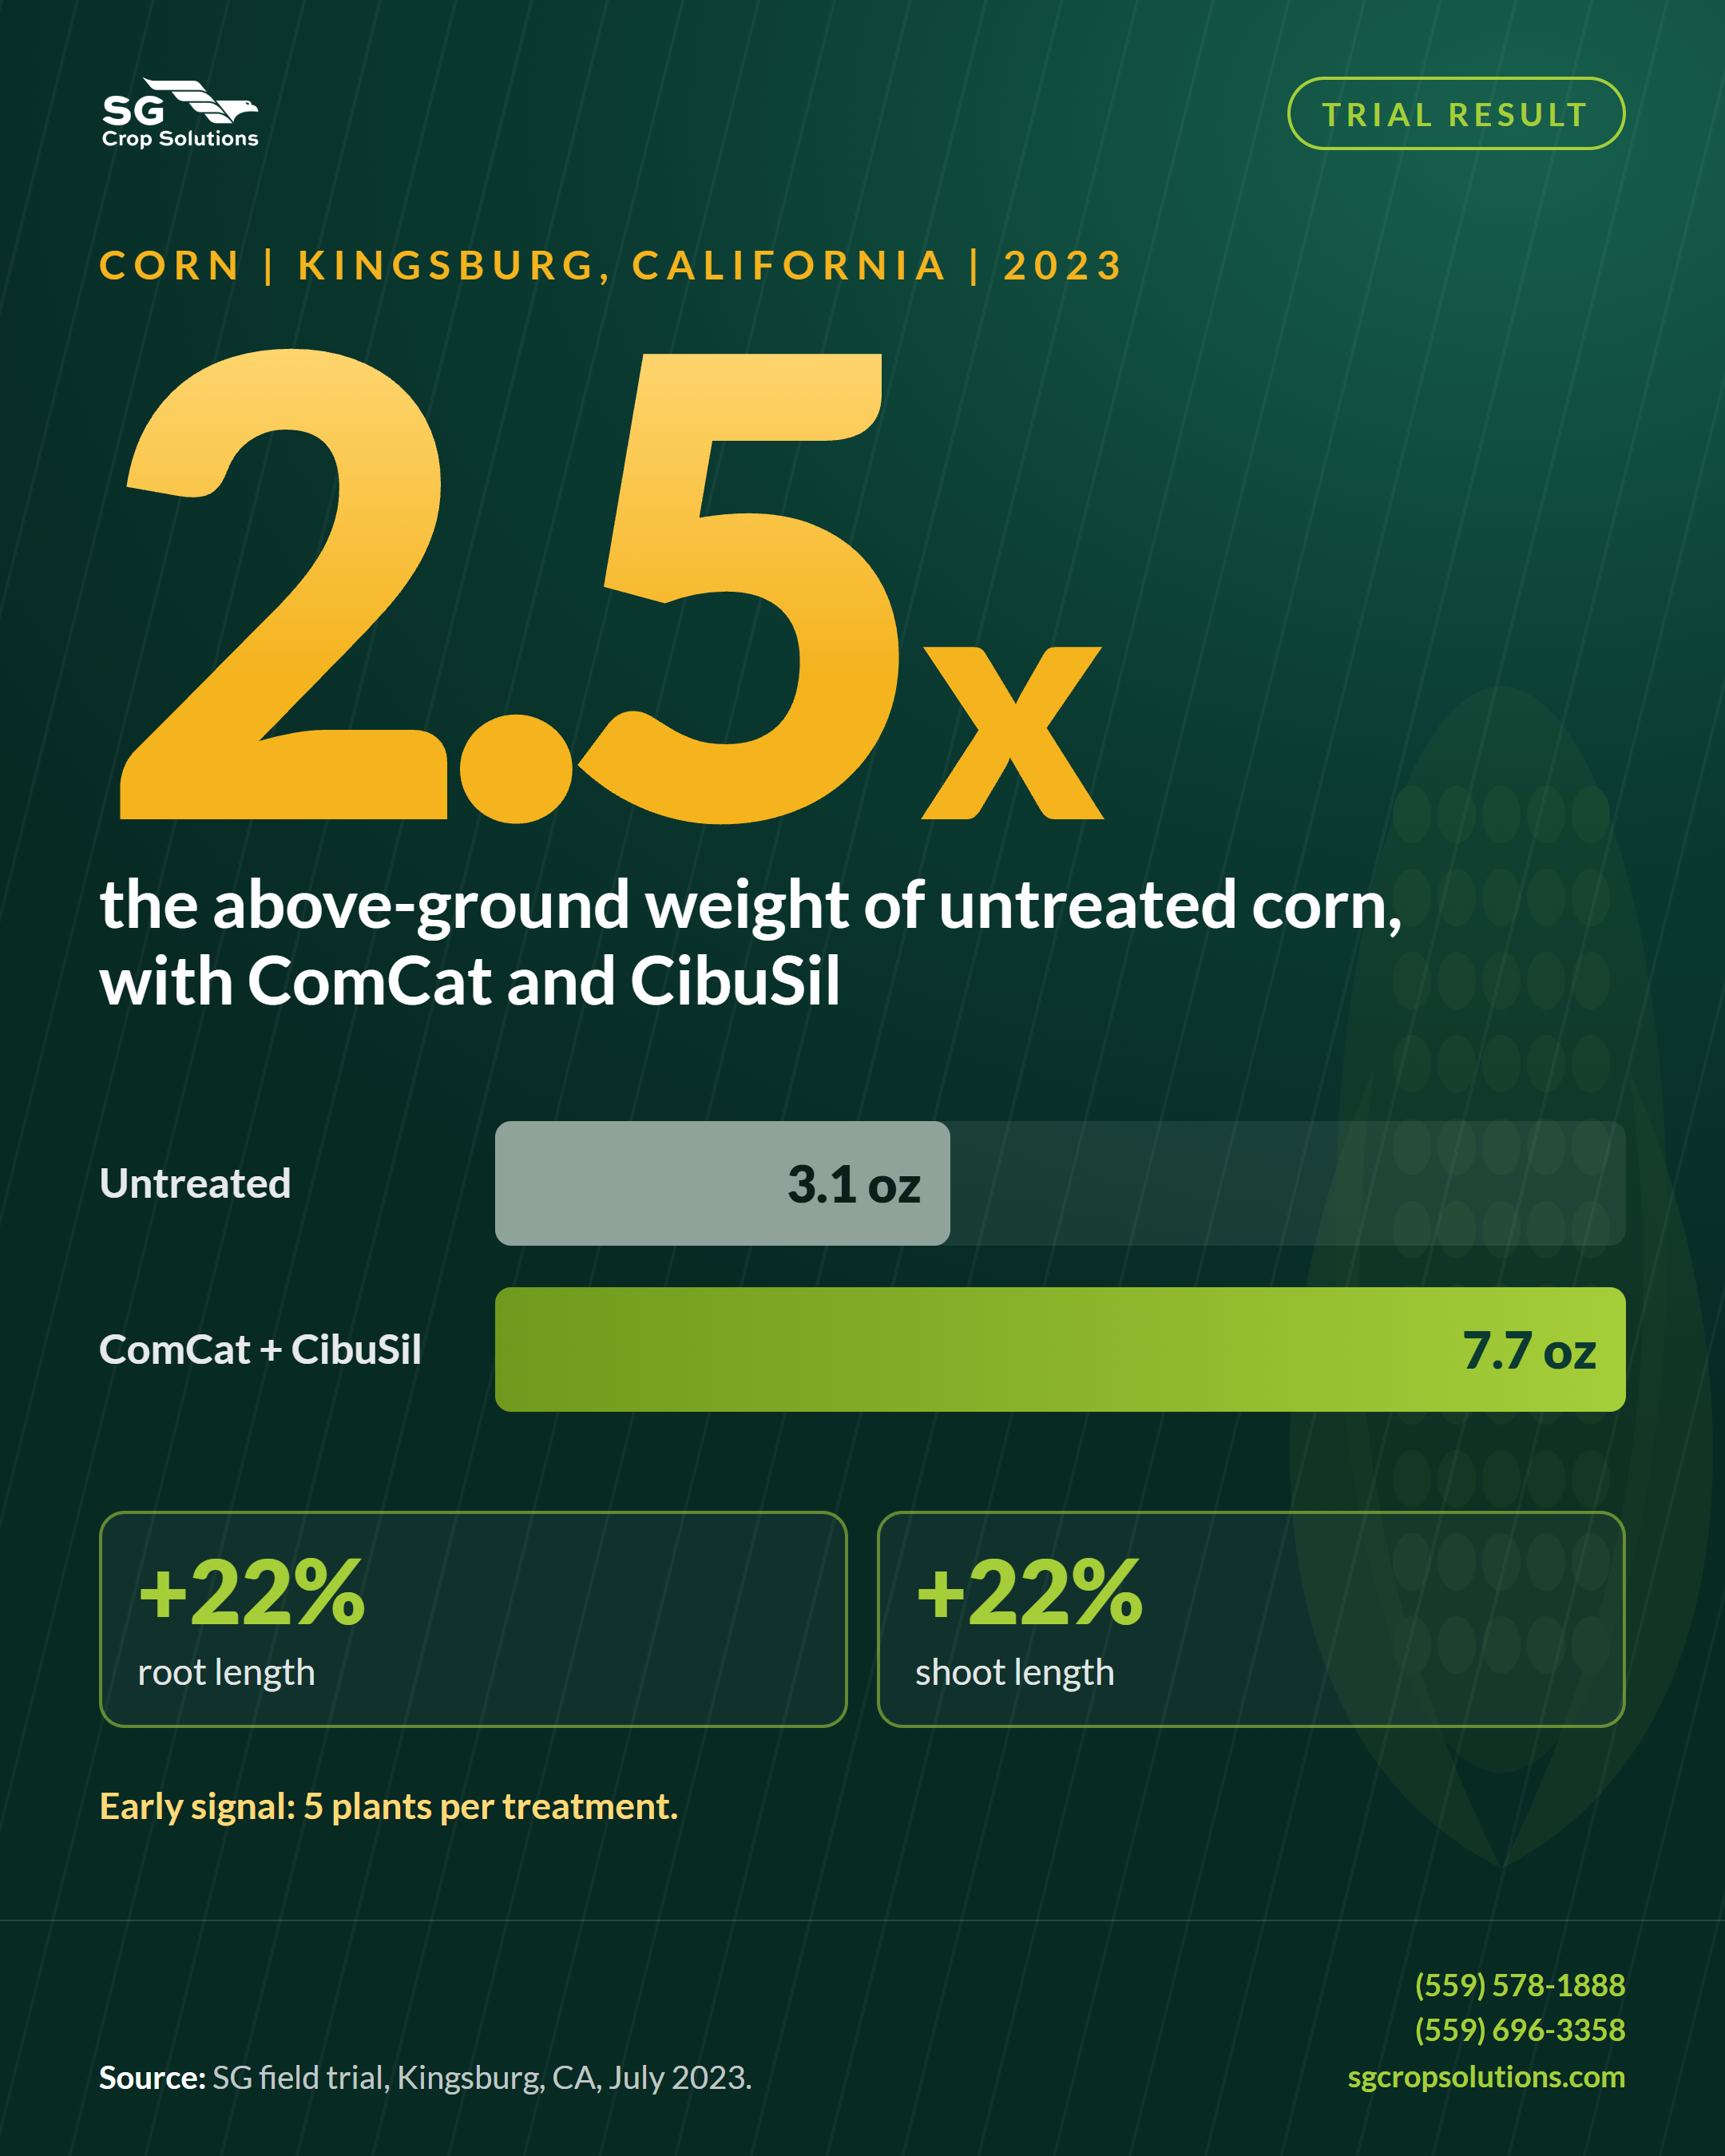 SG
Crop Solutions
TRIAL RESULT
CORN | KINGSBURG, CALIFORNIA | 2023
2.5x
the above-ground weight of untreated corn,
with ComCat and CibuSil
Untreated
3.1 oz
ComCat + CibuSil
7.7 oz
+22%
root length
+22%
shoot length
Early signal: 5 plants per treatment.
Source: SG field trial, Kingsburg, CA, July 2023.
(559) 578-1888
(559) 696-3358
sgcropsolutions.com